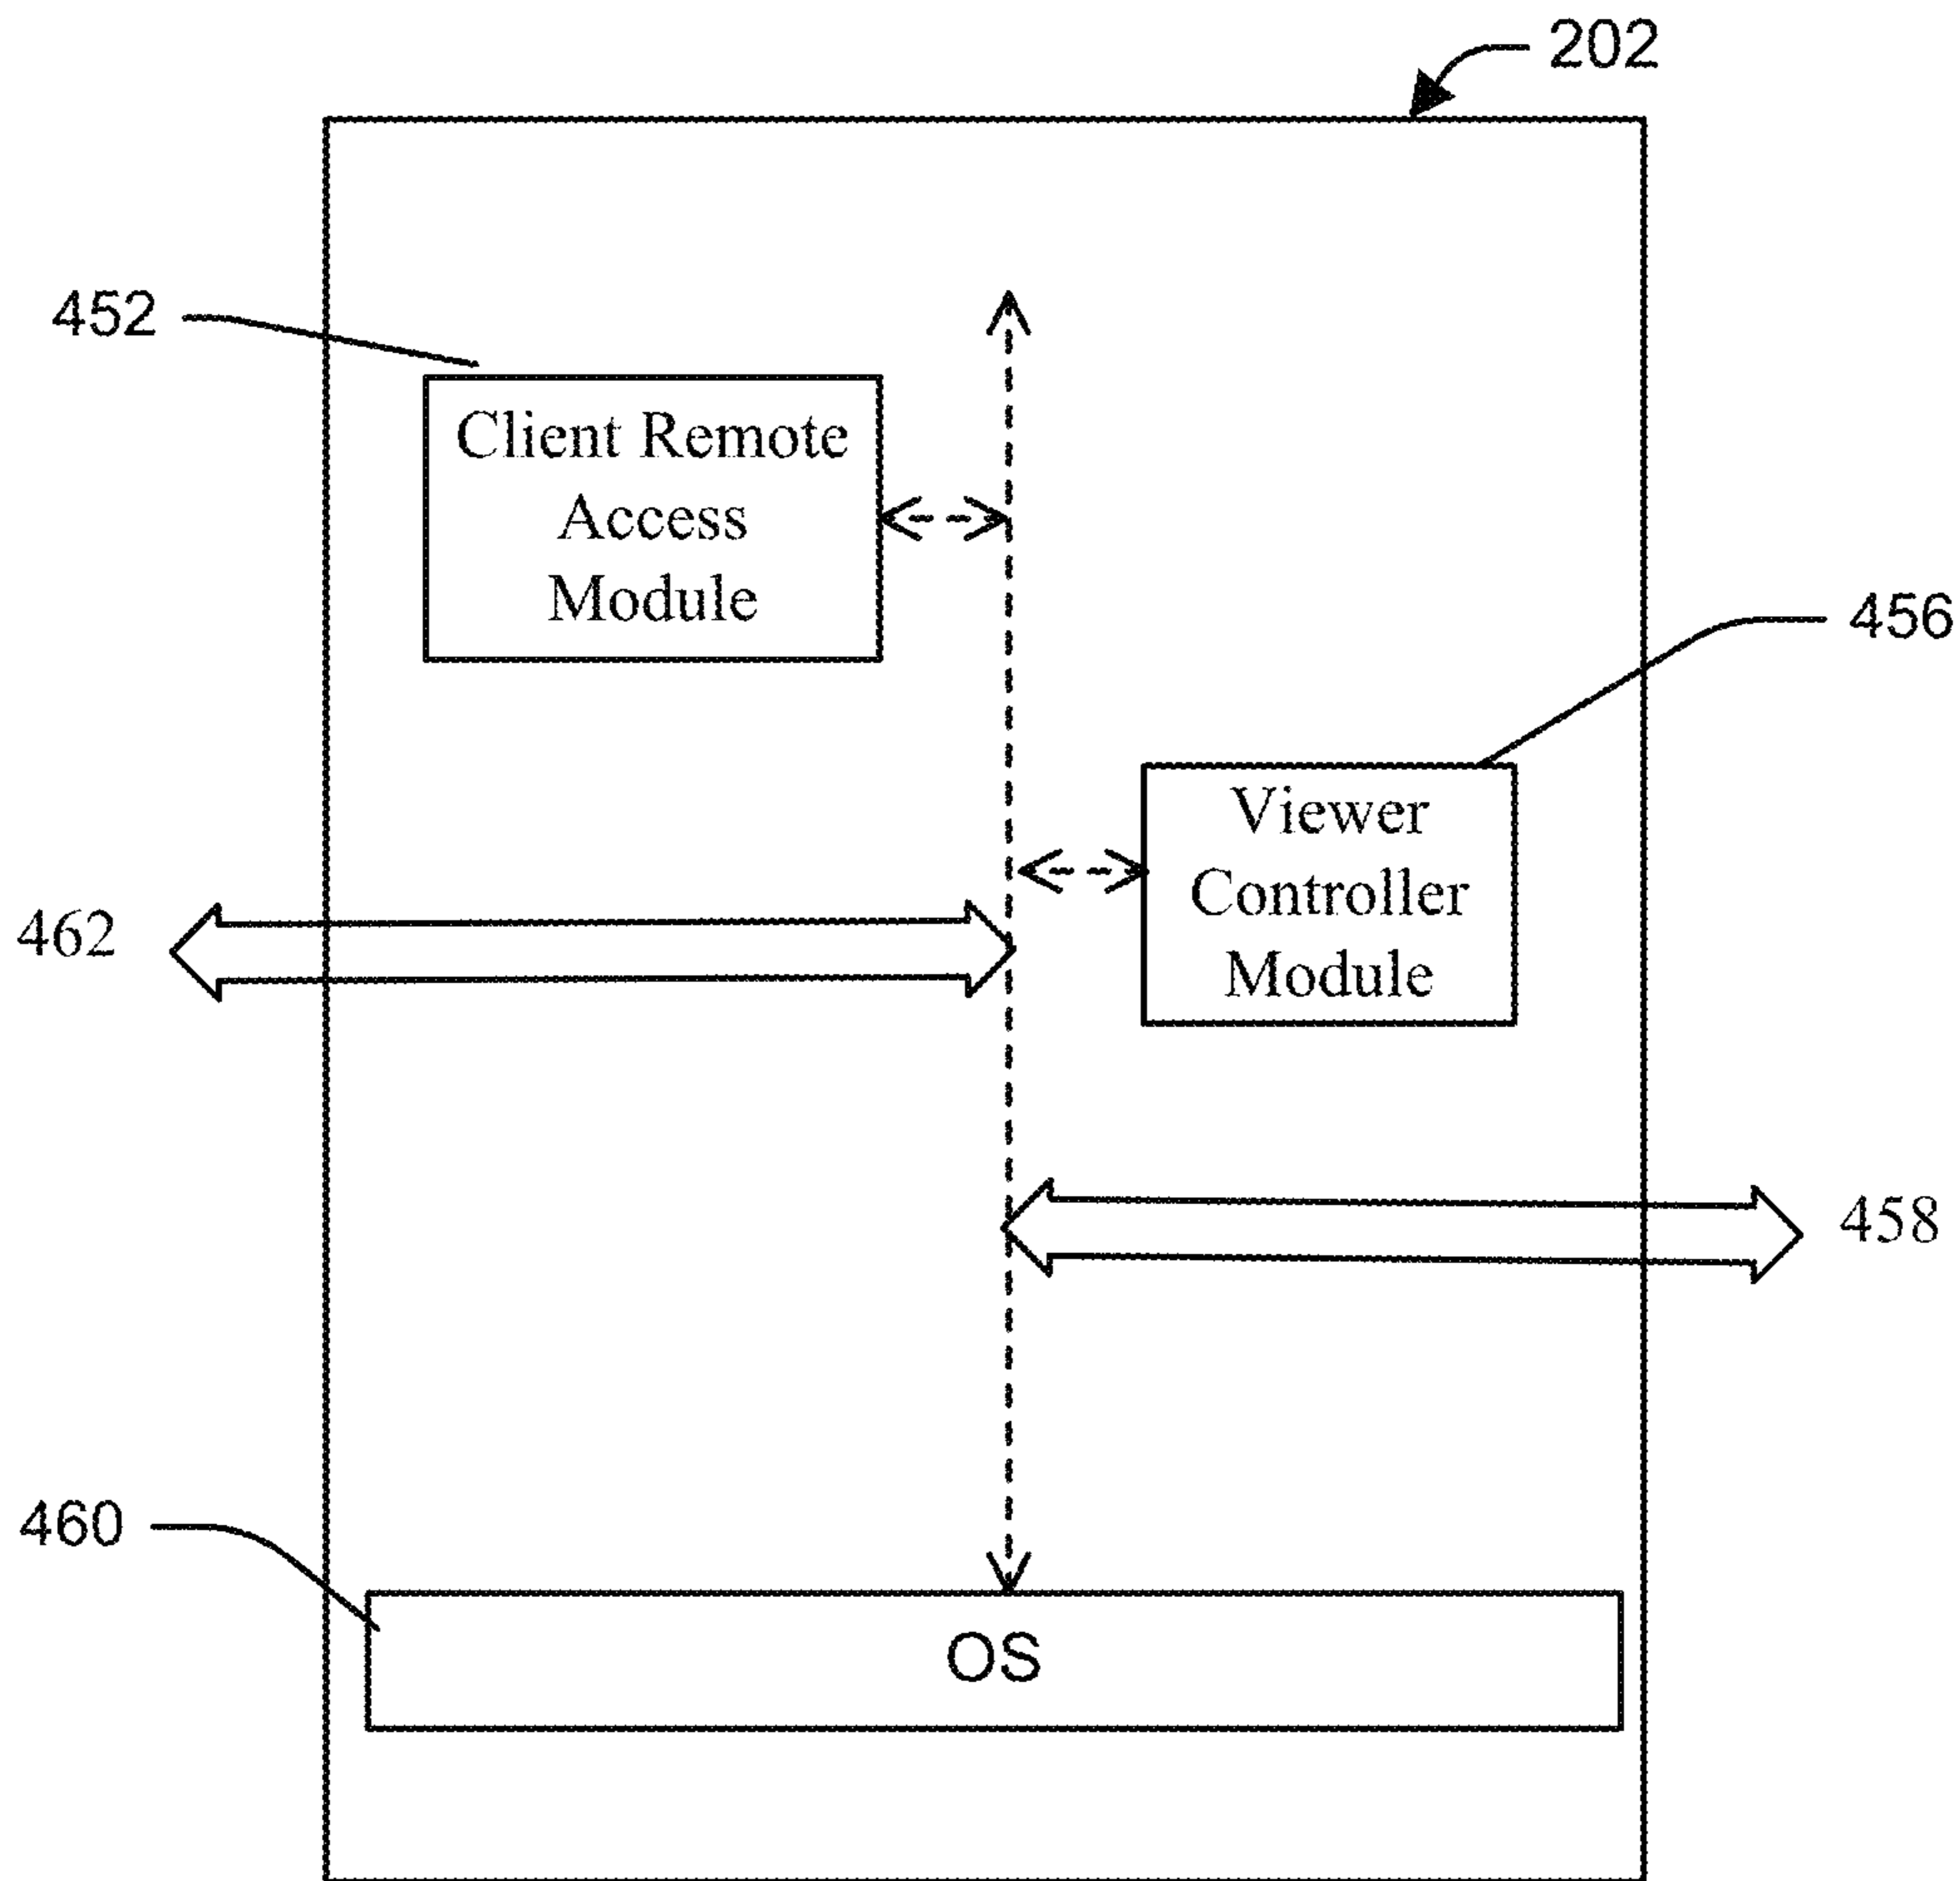 202
452
Client Remote
Access
Module
456
Viewer
Controller
Module
462
458
460
OS